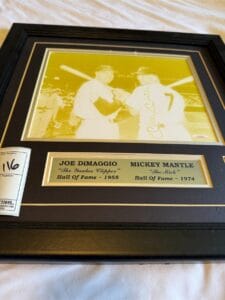 116
JOE DiMAGGIO
"The Yankee Clipper"
Hall Of Fame - 1955
MICKEY MANTLE
"The Mick"
Hall Of Fame - 1974